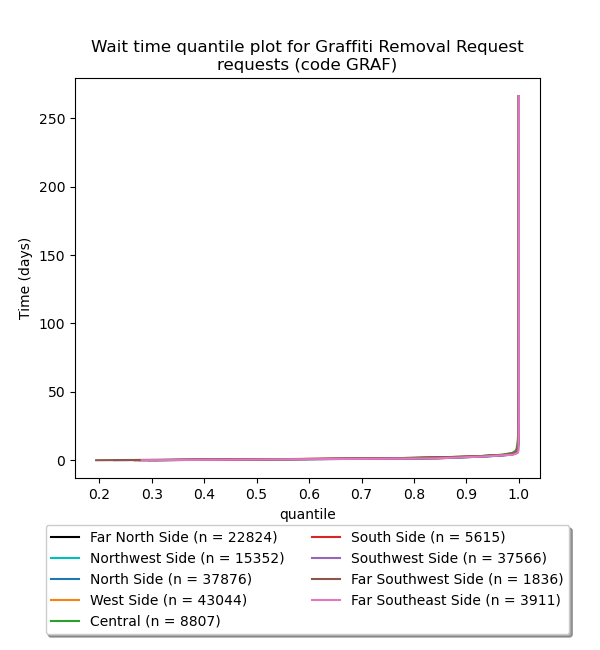 Wait time quantile plot for Graffiti Removal Request
requests (code GRAF)
250
200
150
100
50
0
Time (days)
0.2 0.3 0.4 0.5 0.6 0.7 0.8 0.9 1.0
quantile
Far North Side (n = 22824)
Northwest Side (n = 15352)
North Side (n = 37876)
West Side (n = 43044)
Central (n = 8807)
South Side (n = 5615)
Southwest Side (n = 37566)
Far Southwest Side (n = 1836)
Far Southeast Side (n = 3911)